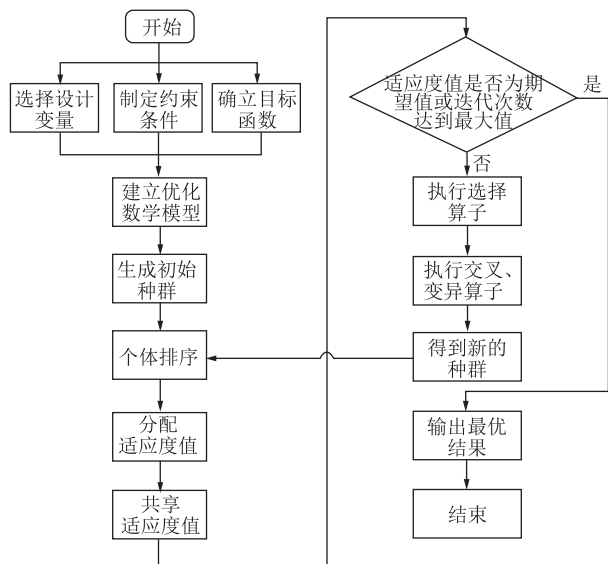 开始
选择设计
变量
制定约束
条件
确立目标
函数
建立优化
数学模型
生成初始
种群
个体排序
分配
适应度值
共享
适应度值
适应度值是否为期
望值或迭代次数
达到最大值
是
否
执行选择
算子
执行交叉、
变异算子
得到新的
种群
输出最优
结果
结束